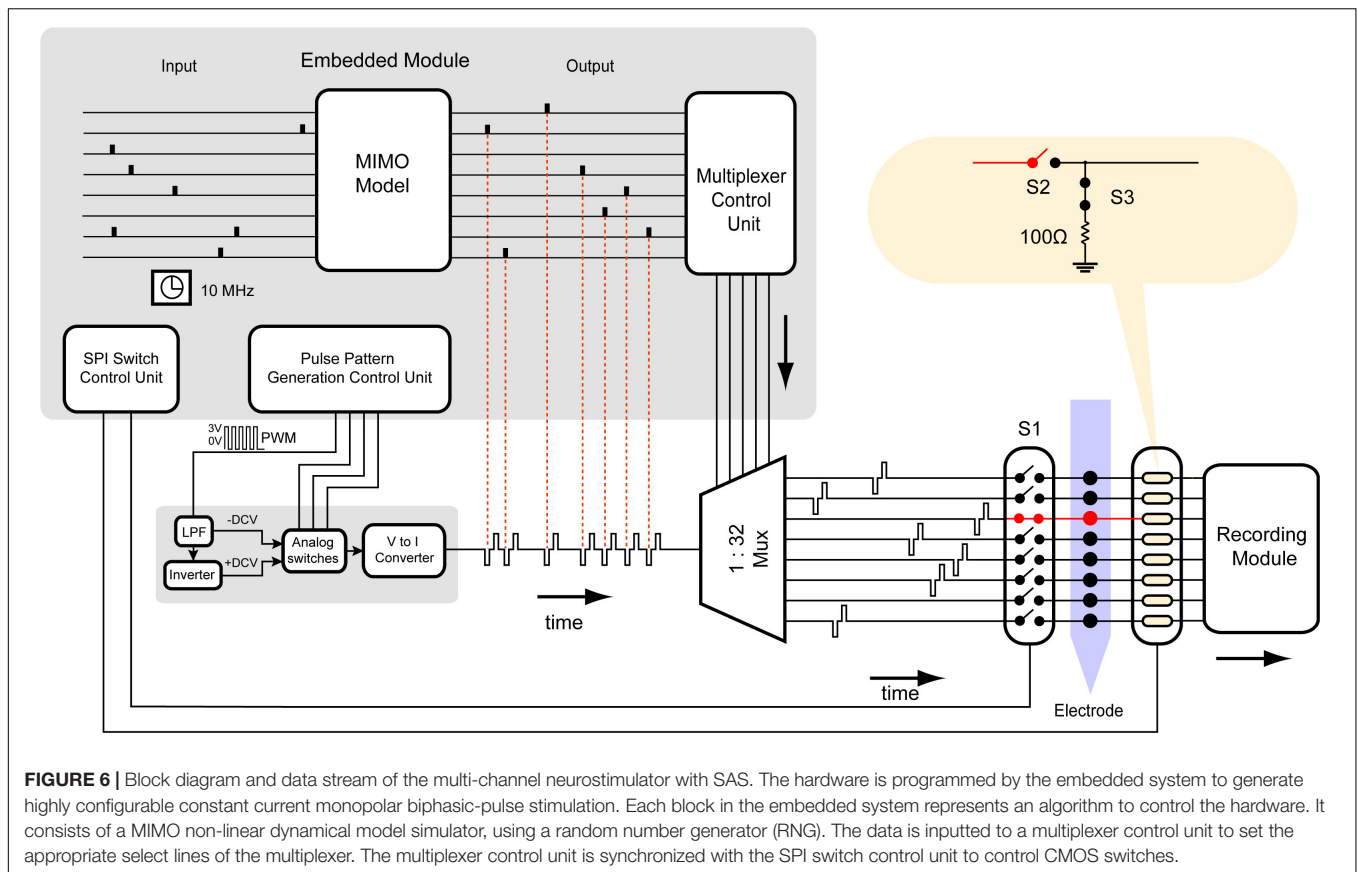 Input
Embedded Module
Output
MIMO
Model
Multiplexer
Control
Unit
10 MHz
S2
S3
100Ω
SPI Switch
Control Unit
Pulse Pattern
Generation Control Unit
3V
0V
PWM
S1
LPF
-DCV
Inverter
+DCV
Analog
switches
V to I
Converter
time
1 : 32
Mux
Recording
Module
time
Electrode
FIGURE 6 | Block diagram and data stream of the multi-channel neurostimulator with SAS. The hardware is programmed by the embedded system to generate
highly configurable constant current monopolar biphasic-pulse stimulation. Each block in the embedded system represents an algorithm to control the hardware. It
consists of a MIMO non-linear dynamical model simulator, using a random number generator (RNG). The data is inputted to a multiplexer control unit to set the
appropriate select lines of the multiplexer. The multiplexer control unit is synchronized with the SPI switch control unit to control CMOS switches.